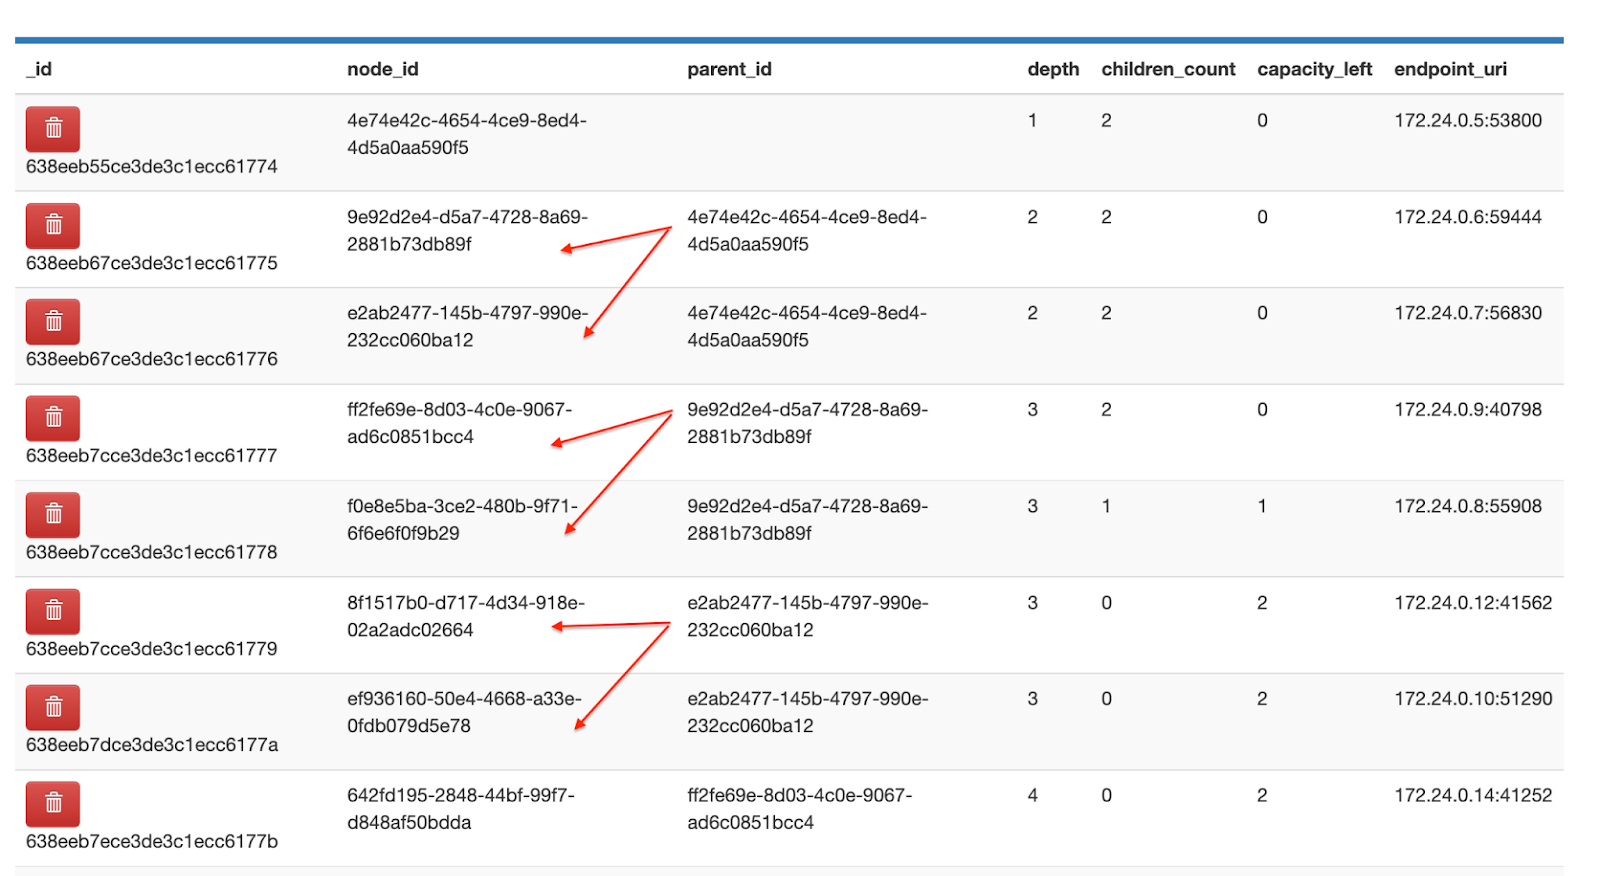 _id node_id parent_id depth children_count capacity_left endpoint_uri
4e74e42c-4654-4ce9-8ed4- 1 2 0 172.24.0.5:53800
4d5a0aa590f5
638eeb55ce3de3c1ecc61774
9e92d2e4-d5a7-4728-8a69- 4e74e42c-4654-4ce9-8ed4- 2 2 0 172.24.0.6:59444
2881b73db89f 4d5a0aa590f5
638eeb67ce3de3c1ecc61775
e2ab2477-145b-4797-990e- 4e74e42c-4654-4ce9-8ed4- 2 2 0 172.24.0.7:56830
232cc060ba12 4d5a0aa590f5
638eeb67ce3de3c1ecc61776
ff2fe69e-8d03-4c0e-9067- 9e92d2e4-d5a7-4728-8a69- 3 2 0 172.24.0.9:40798
ad6c0851bcc4 2881b73db89f
638eeb7cce3de3c1ecc61777
f0e8e5ba-3ce2-480b-9f71- 9e92d2e4-d5a7-4728-8a69- 3 1 1 172.24.0.8:55908
6f6e6f0f9b29 2881b73db89f
638eeb7cce3de3c1ecc61778
8f1517b0-d717-4d34-918e- e2ab2477-145b-4797-990e- 3 0 2 172.24.0.12:41562
02a2adc02664 232cc060ba12
638eeb7cce3de3c1ecc61779
ef936160-50e4-4668-a33e- e2ab2477-145b-4797-990e- 3 0 2 172.24.0.10:51290
0fdb079d5e78 232cc060ba12
638eeb7dce3de3c1ecc6177a
642fd195-2848-44bf-99f7- ff2fe69e-8d03-4c0e-9067- 4 0 2 172.24.0.14:41252
d848af50bdda ad6c0851bcc4
638eeb7ece3de3c1ecc6177b